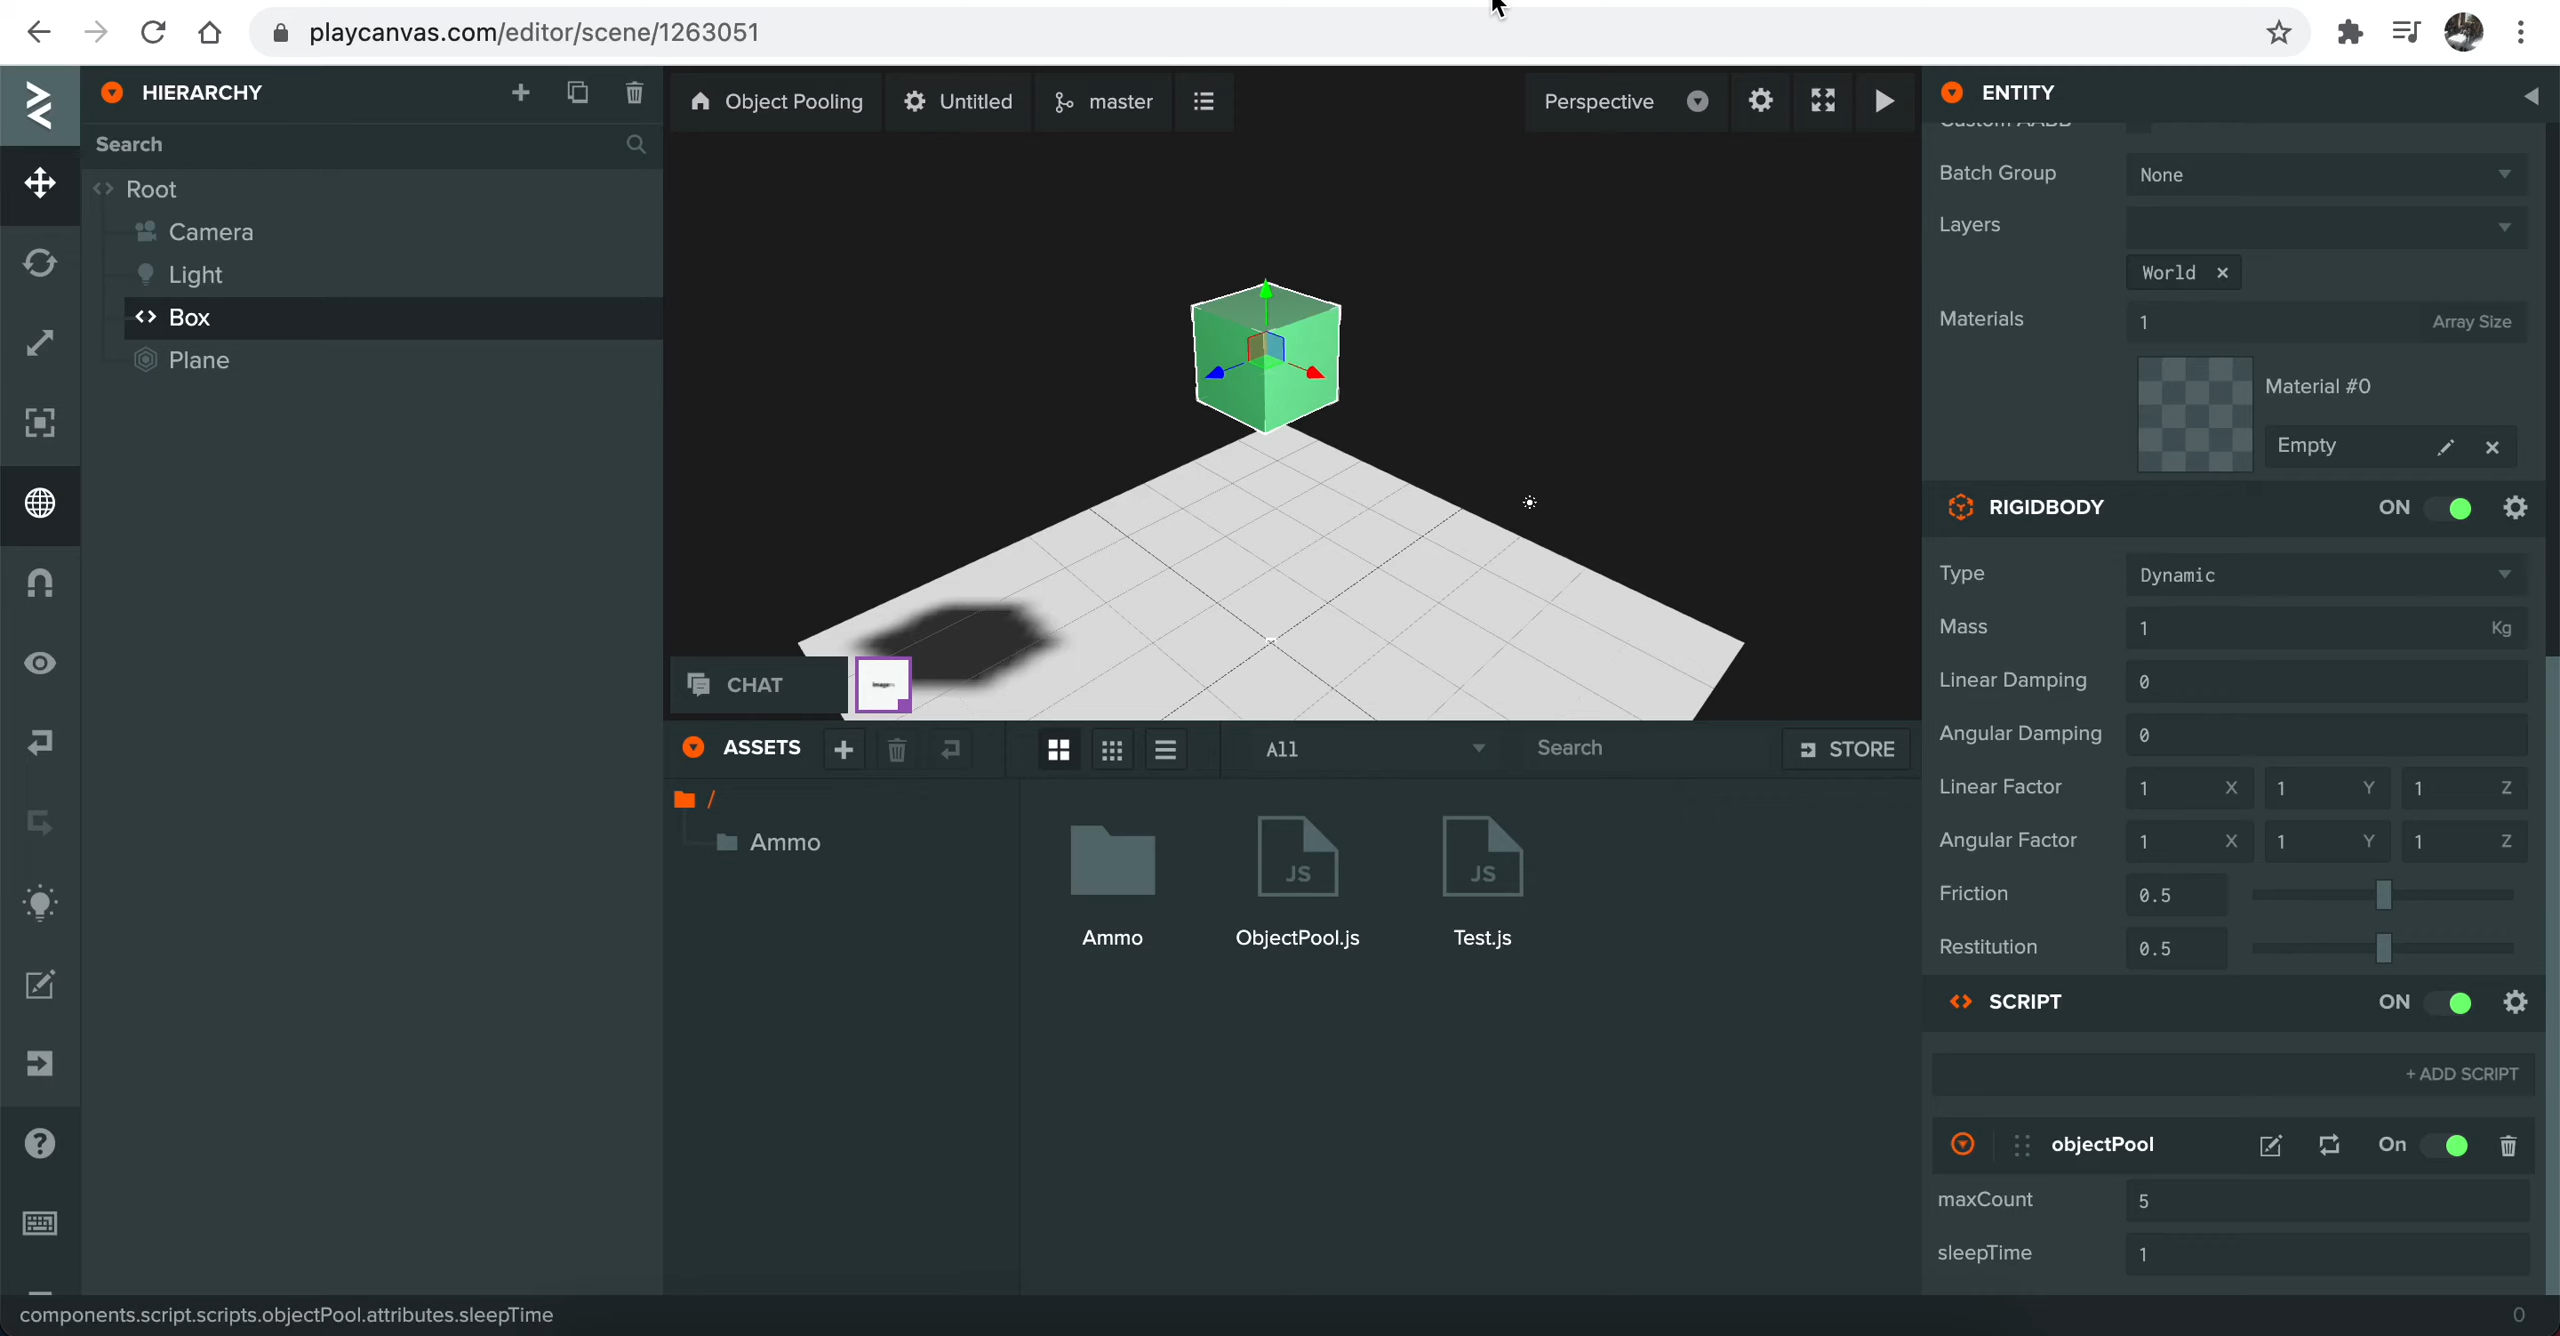 playcanvas.com/editor/scene/1263051
HIERARCHY
Search
Root
Camera
Light
Box
Plane
Object Pooling
Untitled
master
Perspective
CHAT
ASSETS
All
Search
STORE
/
Ammo
Ammo
JS
ObjectPool.js
JS
Test.js
ENTITY
Custom AABB
Batch Group
None
Layers
World
Materials
1
Array Size
Material #0
Empty
RIGIDBODY
ON
Type
Dynamic
Mass
1
Kg
Linear Damping
0
Angular Damping
0
Linear Factor
1 X 1 Y 1 Z
Angular Factor
1 X 1 Y 1 Z
Friction
0.5
Restitution
0.5
SCRIPT
ON
+ ADD SCRIPT
objectPool
On
maxCount
5
sleepTime
1
components.script.scripts.objectPool.attributes.sleepTime
0